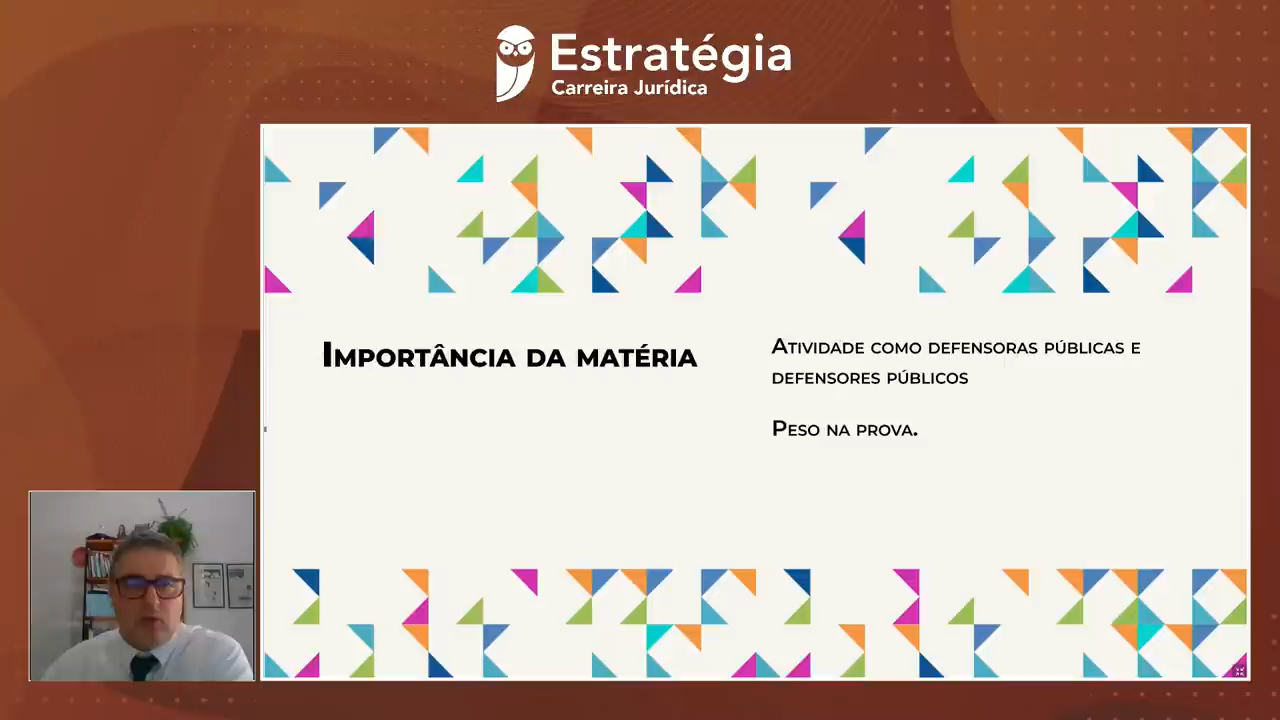 Estratégia
Carreira Jurídica
Importância da matéria
Atividade como defensoras públicas e
defensores públicos
Peso na prova.